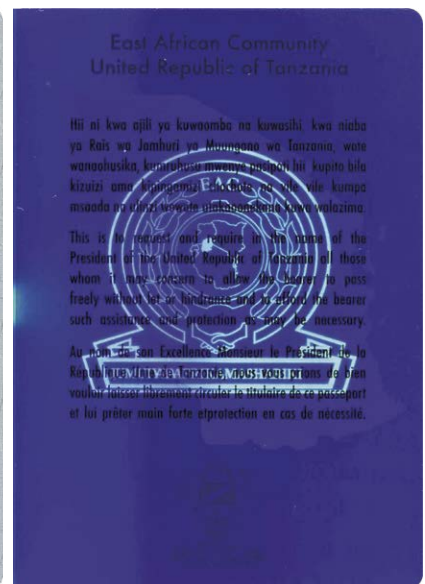 East African Community
United Republic of Tanzania
Hii ni kwa ajili ya kuwaomba na kuwasihi, kwa niaba
ya Rais wa Jamhuri ya Muungano wa Tanzania, wote
wanaohusika, kumruhusu mwenye pasipoti hii kupita bila
kizuizi ama kipingamizi chochote na vile vile kumpa
msaada na ulinzi wowote utakaoonekana kuwa walazima.
This is to request and require in the name of the
President of the United Republic of Tanzania all those
whom it may concern to allow the bearer to pass
freely without let or hindrance and to afford the bearer
such assistance and protection as may be necessary.
Au nom de son Excellence Monsieur le President de la
Republique Unie de Tanzanie, nous vous prions de bien
vouloir laisser librement circuler le titulaire de ce passeport
et lui prêter main forte etprotection en cas de nécessité.
EAC